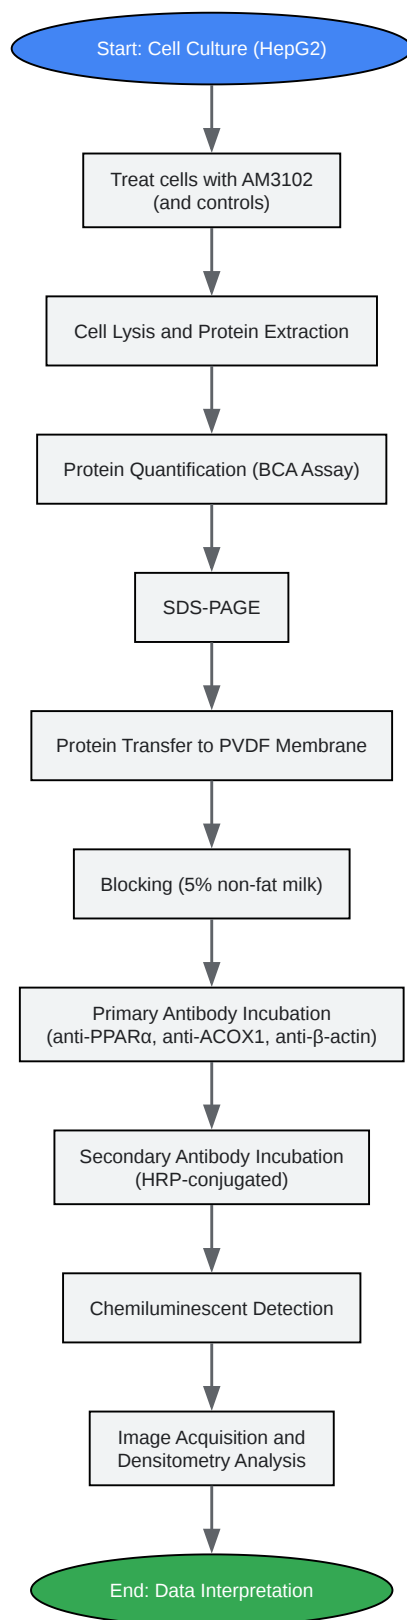 Start: Cell Culture (HepG2)
Treat cells with AM3102
(and controls)
Cell Lysis and Protein Extraction
Protein Quantification (BCA Assay)
SDS-PAGE
Protein Transfer to PVDF Membrane
Blocking (5% non-fat milk)
Primary Antibody Incubation
(anti-PPARα, anti-ACOX1, anti-β-actin)
Secondary Antibody Incubation
(HRP-conjugated)
Chemiluminescent Detection
Image Acquisition and
Densitometry Analysis
End: Data Interpretation